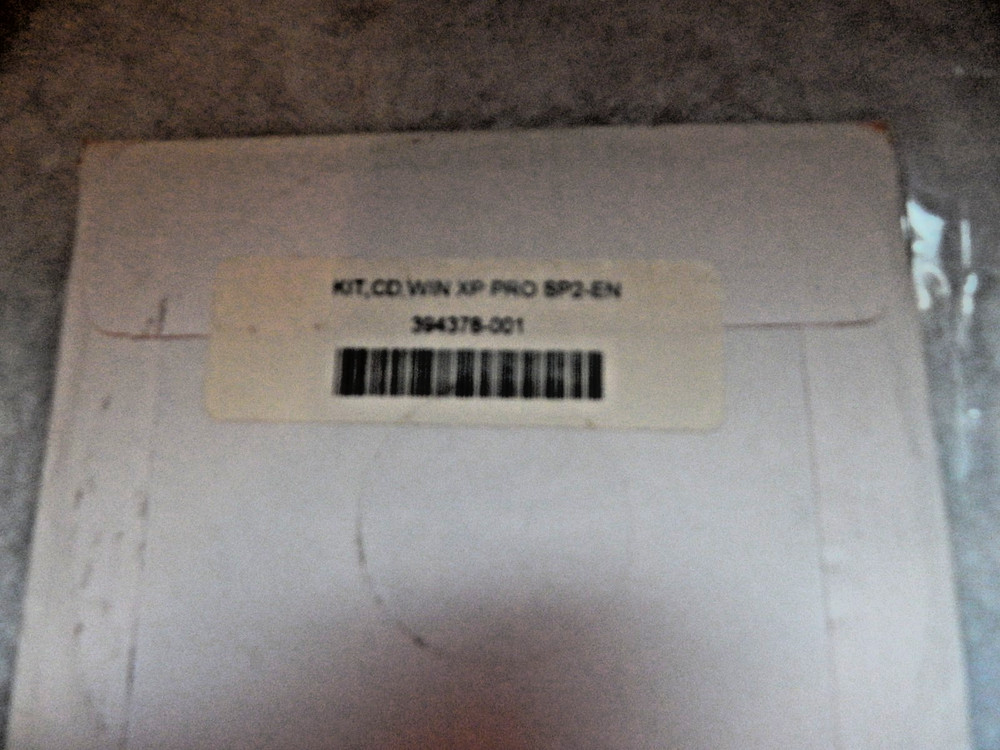 KIT,CD,WIN XP PRO SP2-EN
394378-001